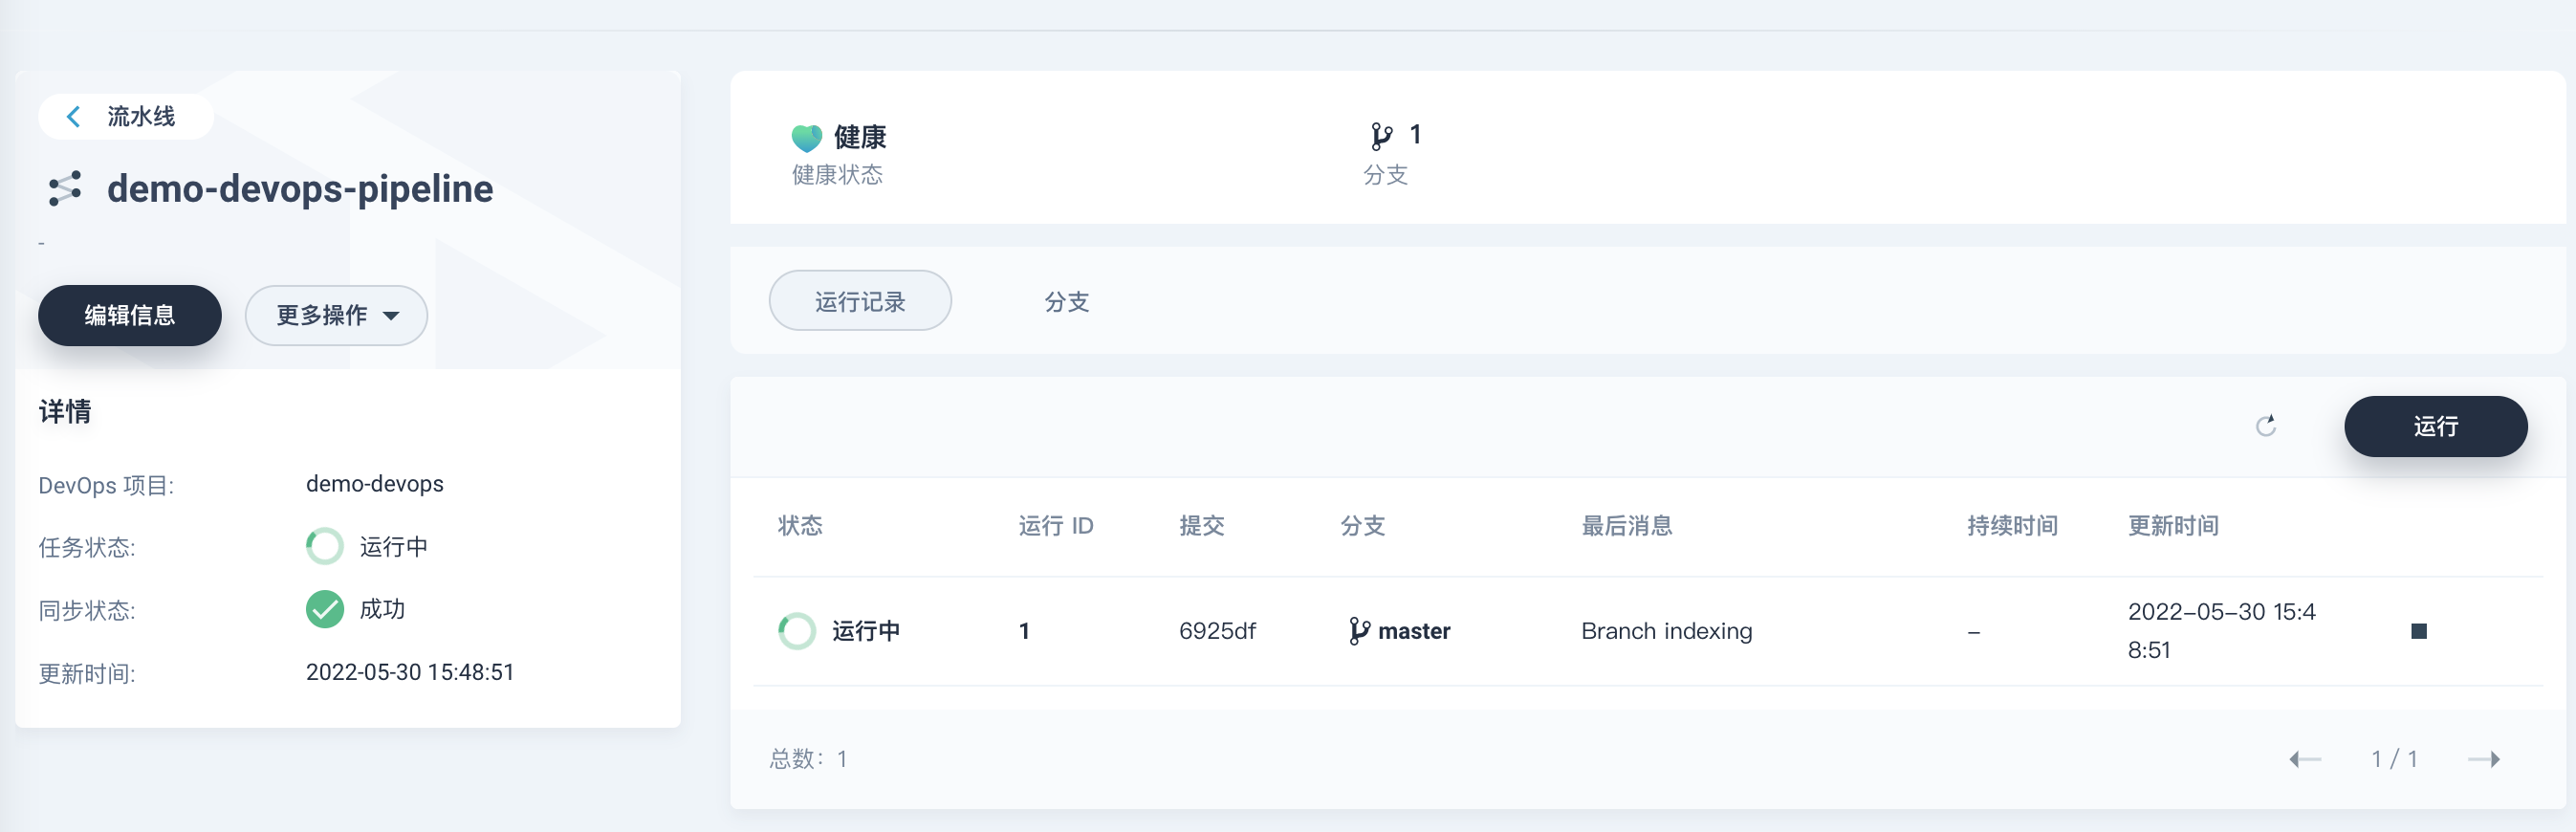 流水线
demo-devops-pipeline
-
编辑信息
更多操作
详情
DevOps 项目:
demo-devops
任务状态:
运行中
同步状态:
成功
更新时间:
2022-05-30 15:48:51
健康
健康状态
1
分支
运行记录
分支
运行
状态
运行 ID
提交
分支
最后消息
持续时间
更新时间
运行中
1
6925df
master
Branch indexing
–
2022–05–30 15:4
8:51
总数：1
1 / 1